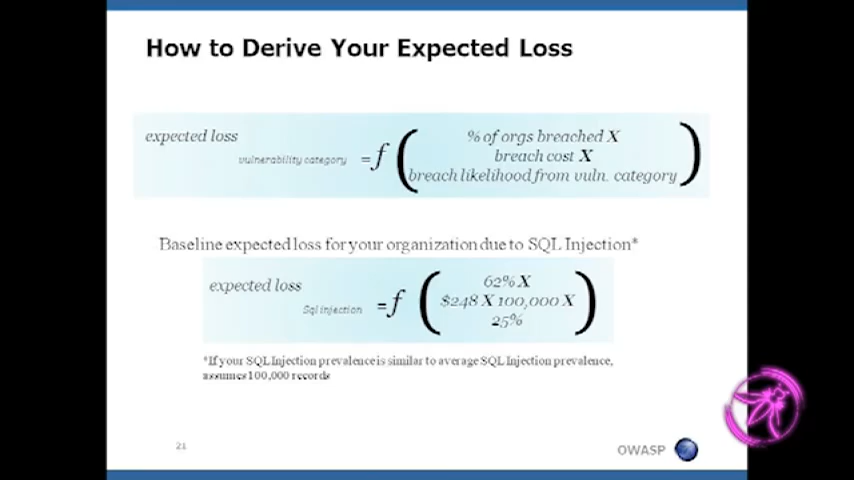 How to Derive Your Expected Loss
expected loss
vulnerability category
= f
(
% of orgs breached X
breach cost X
breach likelihood from vuln. category
)
Baseline expected loss for your organization due to SQL Injection*
expected loss
Sql injection
= f
(
62% X
$248 X 100,000 X
25%
)
*If your SQL Injection prevalence is similar to average SQL Injection prevalence,
assumes 100,000 records
21
OWASP